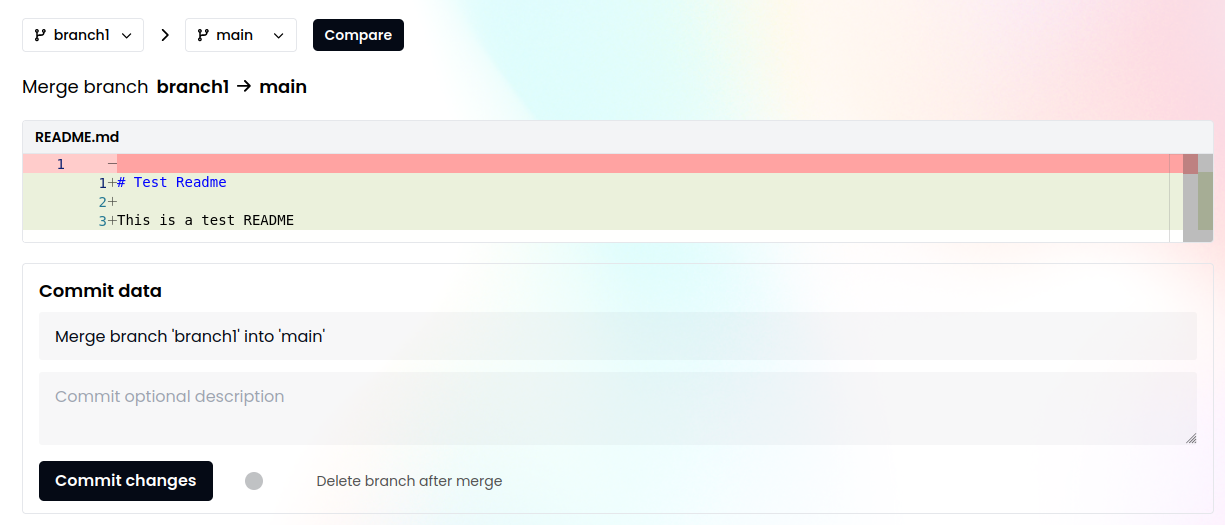 branch1 main Compare
Merge branch branch1 → main
README.md
1 −
1+# Test Readme
2+
3+This is a test README
Commit data
Merge branch 'branch1' into 'main'
Commit optional description
Commit changes Delete branch after merge